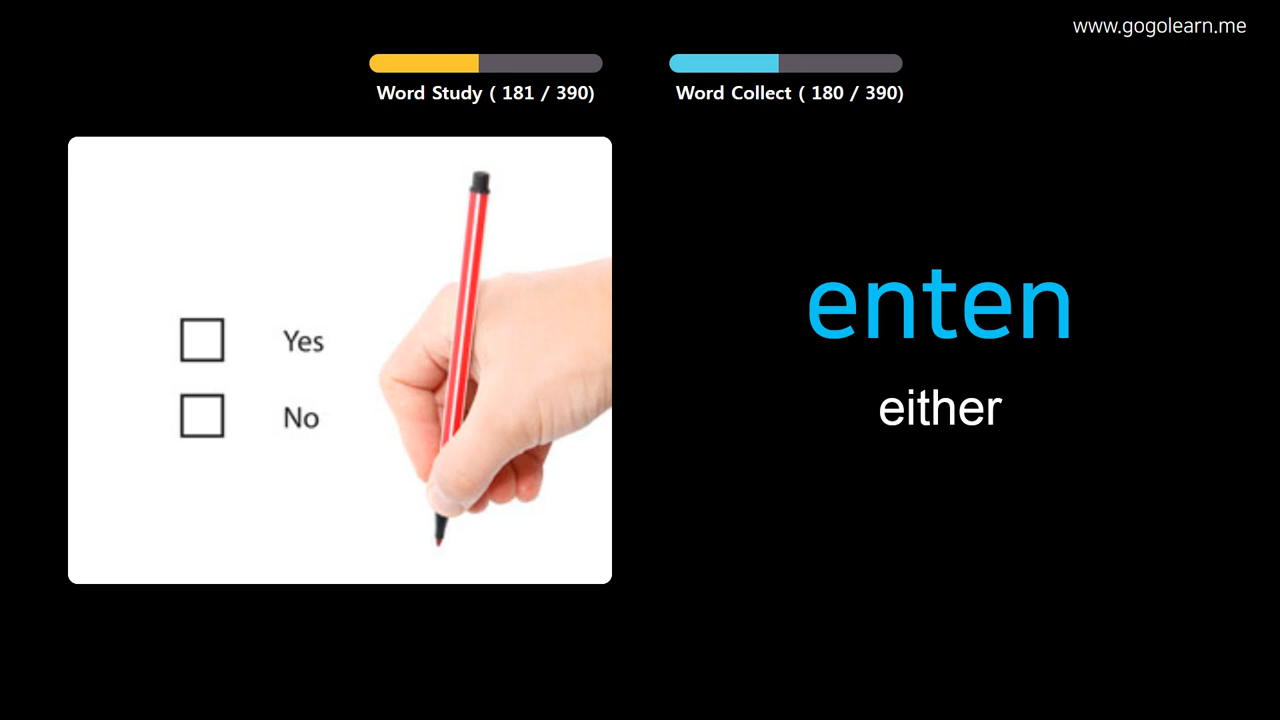 www.gogolearn.me
Word Study ( 181 / 390)
Word Collect ( 180 / 390)
Yes
No
enten
either